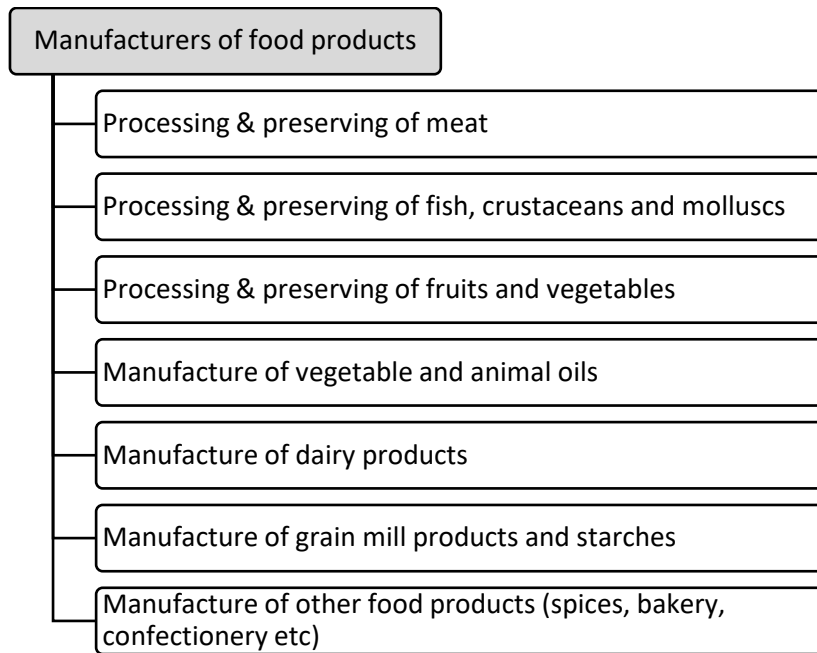 Manufacturers of food products
Processing & preserving of meat
Processing & preserving of fish, crustaceans and molluscs
Processing & preserving of fruits and vegetables
Manufacture of vegetable and animal oils
Manufacture of dairy products
Manufacture of grain mill products and starches
Manufacture of other food products (spices, bakery,
confectionery etc)